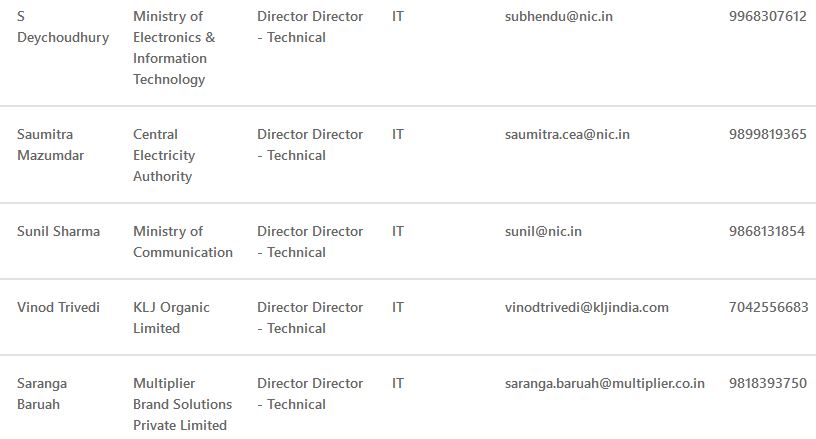 S Deychoudhury Ministry of Electronics & Information Technology Director Director - Technical IT subhendu@nic.in 9968307612
Saumitra Mazumdar Central Electricity Authority Director Director - Technical IT saumitra.cea@nic.in 9899819365
Sunil Sharma Ministry of Communication Director Director - Technical IT sunil@nic.in 9868131854
Vinod Trivedi KLJ Organic Limited Director Director - Technical IT vinodtrivedi@kljindia.com 7042556683
Saranga Baruah Multiplier Brand Solutions Private Limited Director Director - Technical IT saranga.baruah@multiplier.co.in 9818393750